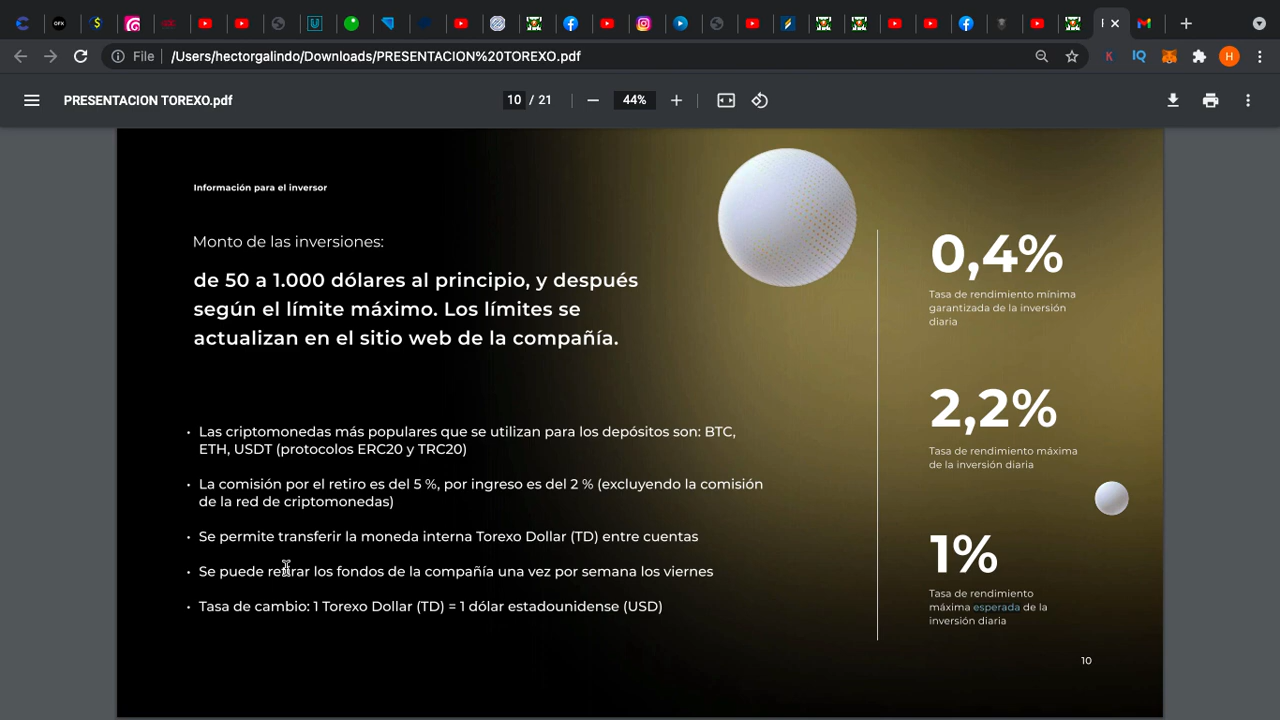 File
/Users/hectorgalindo/Downloads/PRESENTACION%20TOREXO.pdf
PRESENTACION TOREXO.pdf
10 / 21
44%
Información para el inversor
Monto de las inversiones:
de 50 a 1.000 dólares al principio, y después
según el límite máximo. Los límites se
actualizan en el sitio web de la compañía.
• Las criptomonedas más populares que se utilizan para los depósitos son: BTC,
ETH, USDT (protocolos ERC20 y TRC20)
• La comisión por el retiro es del 5 %, por ingreso es del 2 % (excluyendo la comisión
de la red de criptomonedas)
• Se permite transferir la moneda interna Torexo Dollar (TD) entre cuentas
• Se puede retirar los fondos de la compañía una vez por semana los viernes
• Tasa de cambio: 1 Torexo Dollar (TD) = 1 dólar estadounidense (USD)
0,4%
Tasa de rendimiento mínima
garantizada de la inversión
diaria
2,2%
Tasa de rendimiento máxima
de la inversión diaria
1%
Tasa de rendimiento
máxima esperada de la
inversión diaria
10